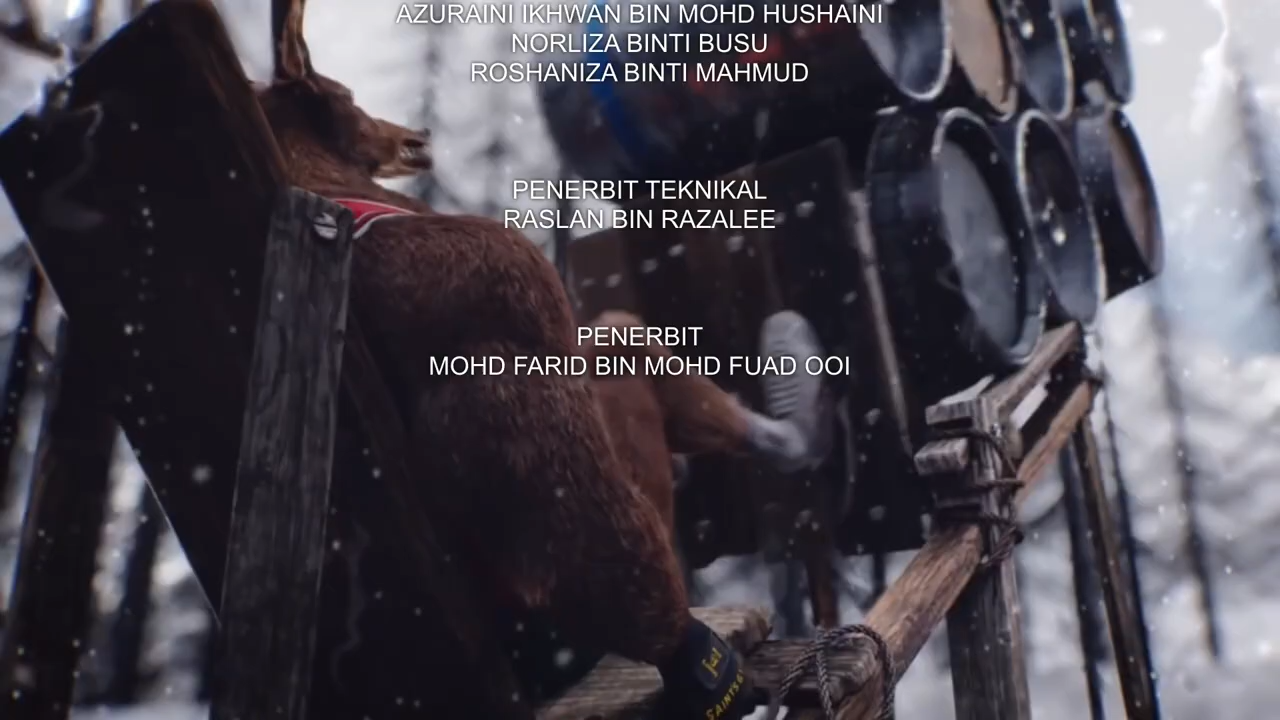 AZURAINI IKHWAN BIN MOHD HUSHAINI
NORLIZA BINTI BUSU
ROSHANIZA BINTI MAHMUD
PENERBIT TEKNIKAL
RASLAN BIN RAZALEE
PENERBIT
MOHD FARID BIN MOHD FUAD OOI